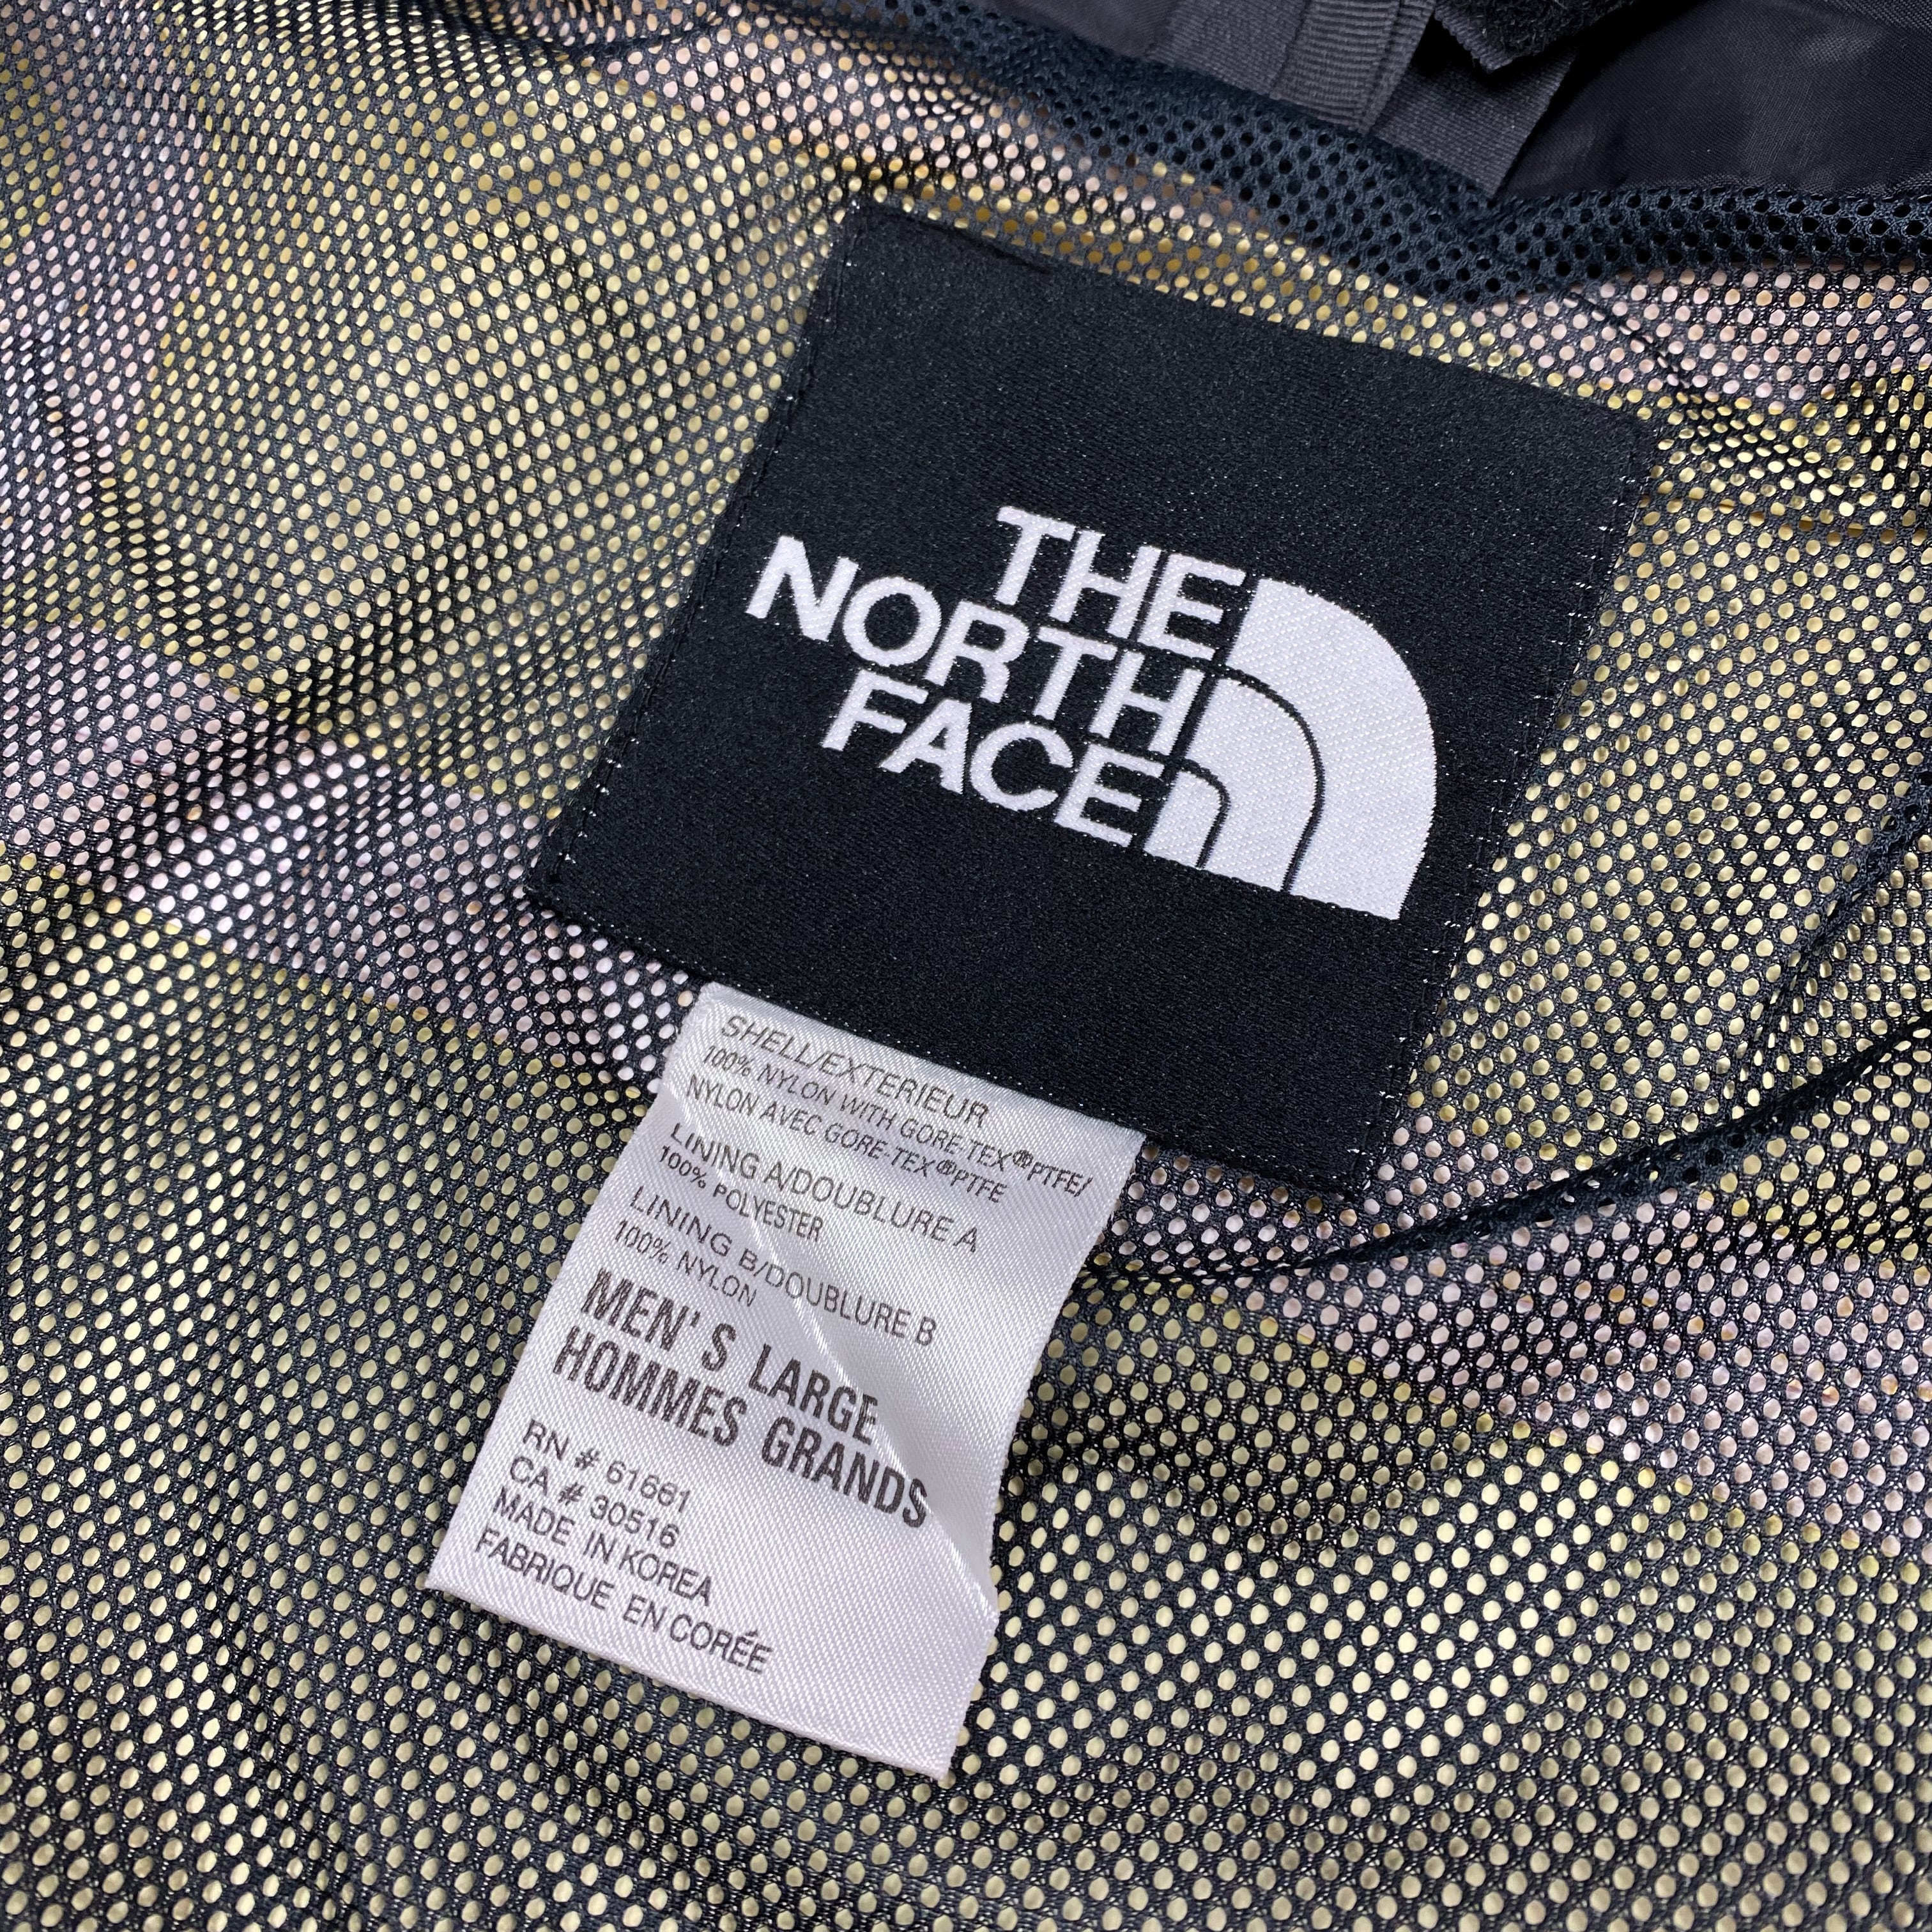 THE
NORTH
FACE
SHELL/EXTERIEUR
100% NYLON WITH GORE-TEX®PTFE/
NYLON AVEC GORE-TEX®PTFE
LINING A/DOUBLURE A
100% POLYESTER
LINING B/DOUBLURE B
100% NYLON
MEN'S LARGE
HOMMES GRANDS
RN # 61661
CA # 30516
MADE IN KOREA
FABRIQUE EN CORÉE